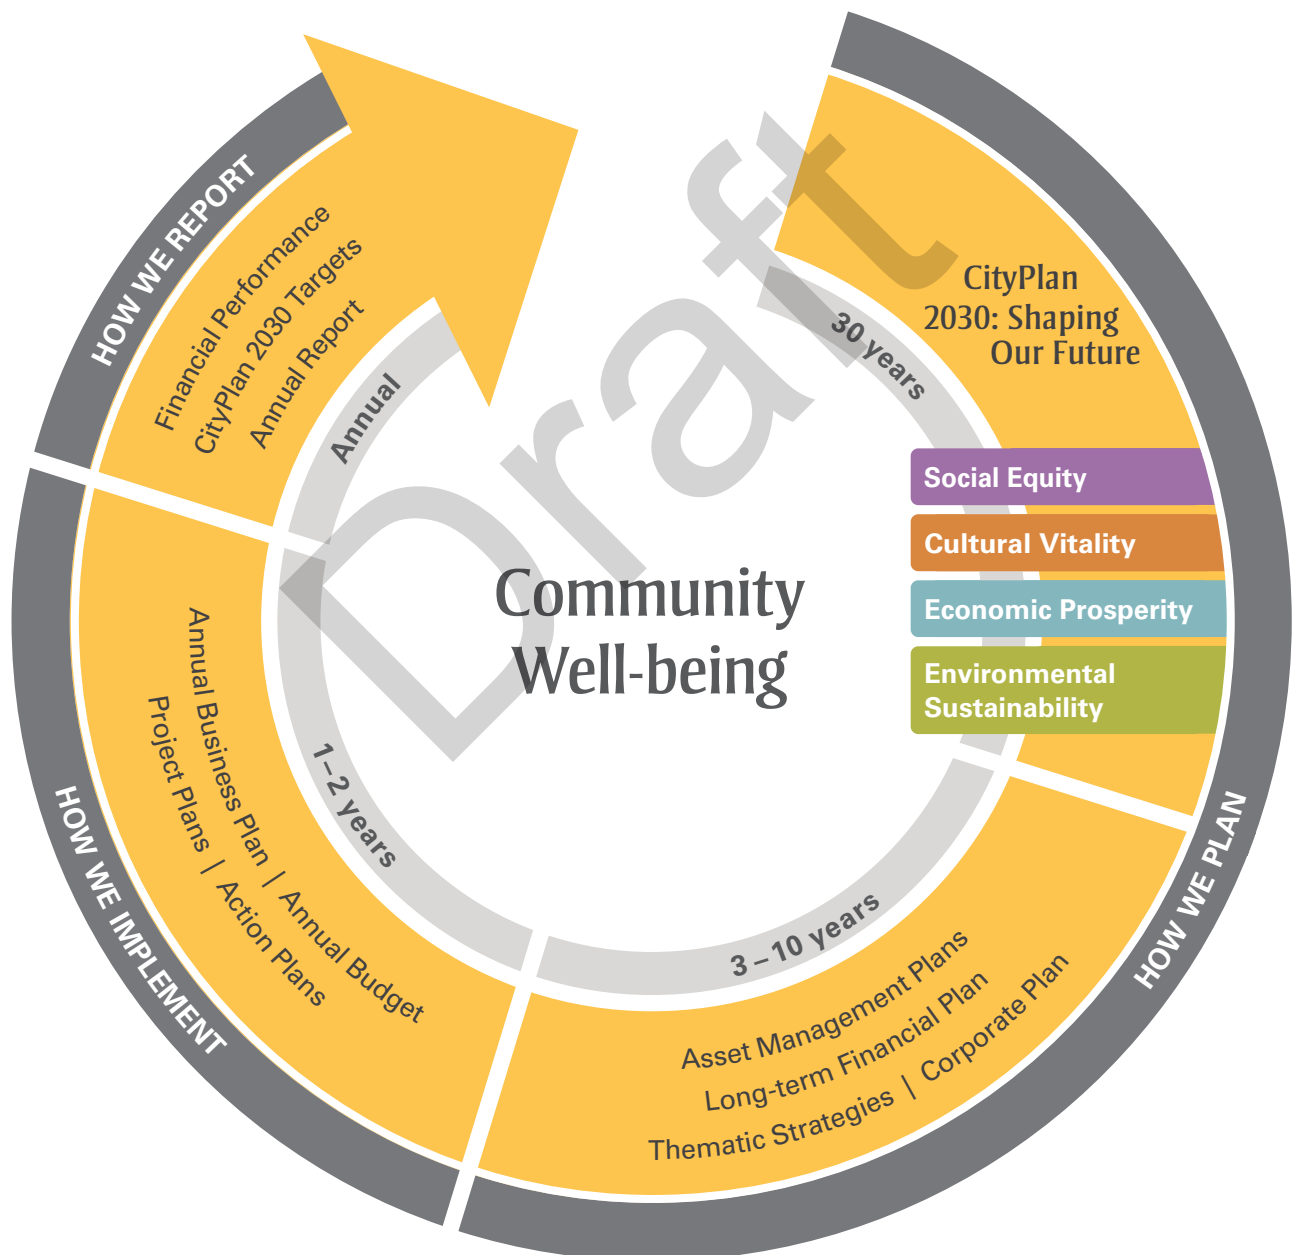 CityPlan
2030: Shaping
Our Future
30 years
Social Equity
Cultural Vitality
Economic Prosperity
Environmental
Sustainability
HOW WE PLAN
3 – 10 years
Asset Management Plans
Long-term Financial Plan
Thematic Strategies | Corporate Plan
HOW WE IMPLEMENT
1–2 years
Annual Business Plan | Annual Budget
Project Plans | Action Plans
HOW WE REPORT
Financial Performance
CityPlan 2030 Targets
Annual Report
Annual
Community
Well-being
Draft